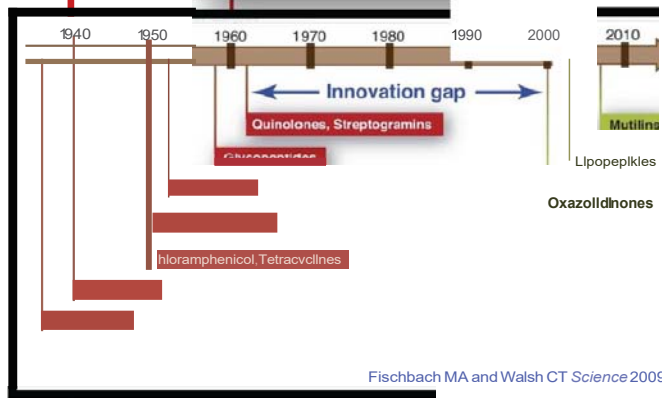 1940 1950 1960 1970 1980 1990 2000 2010
Innovation gap
Quinolones, Streptogramins
Mutilins
Glycopeptides
Llpopeplkles
Oxazolldlnones
hloramphenicol,Tetracvcllnes
Fischbach MA and Walsh CT Science 2009